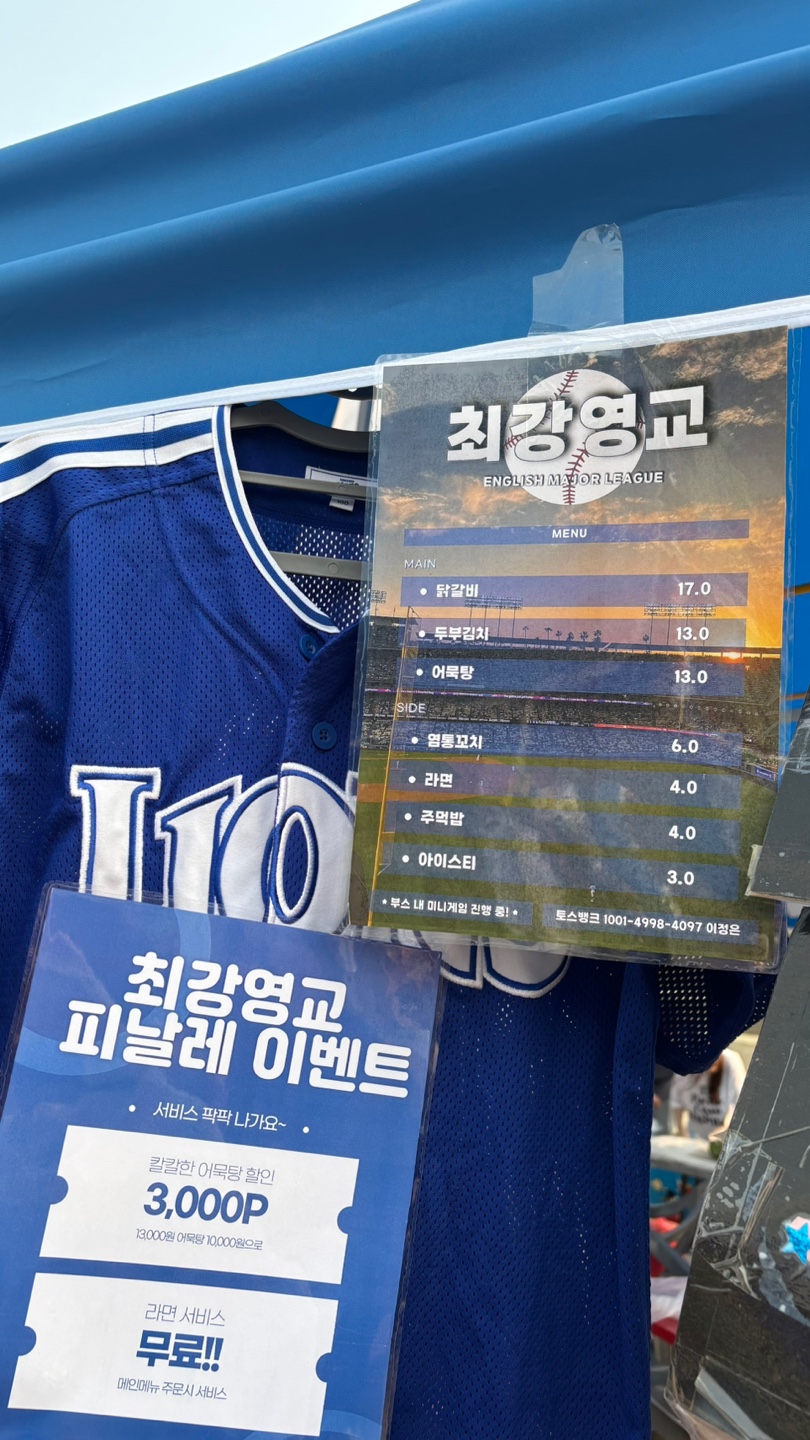 최강영교
ENGLISH MAJOR LEAGUE
MENU
MAIN
• 닭갈비 17.0
• 두부김치 13.0
• 어묵탕 13.0
SIDE
• 염통꼬치 6.0
• 라면 4.0
• 주먹밥 4.0
• 아이스티 3.0
* 부스 내 미니게임 진행 중! *
토스뱅크 1001-4998-4097 이정은
최강영교
피날레 이벤트
• 서비스 팍팍 나가요~ •
칼칼한 어묵탕 할인
3,000P
13,000원 어묵탕 10,000원으로
라면 서비스
무료!!
메인메뉴 주문시 서비스